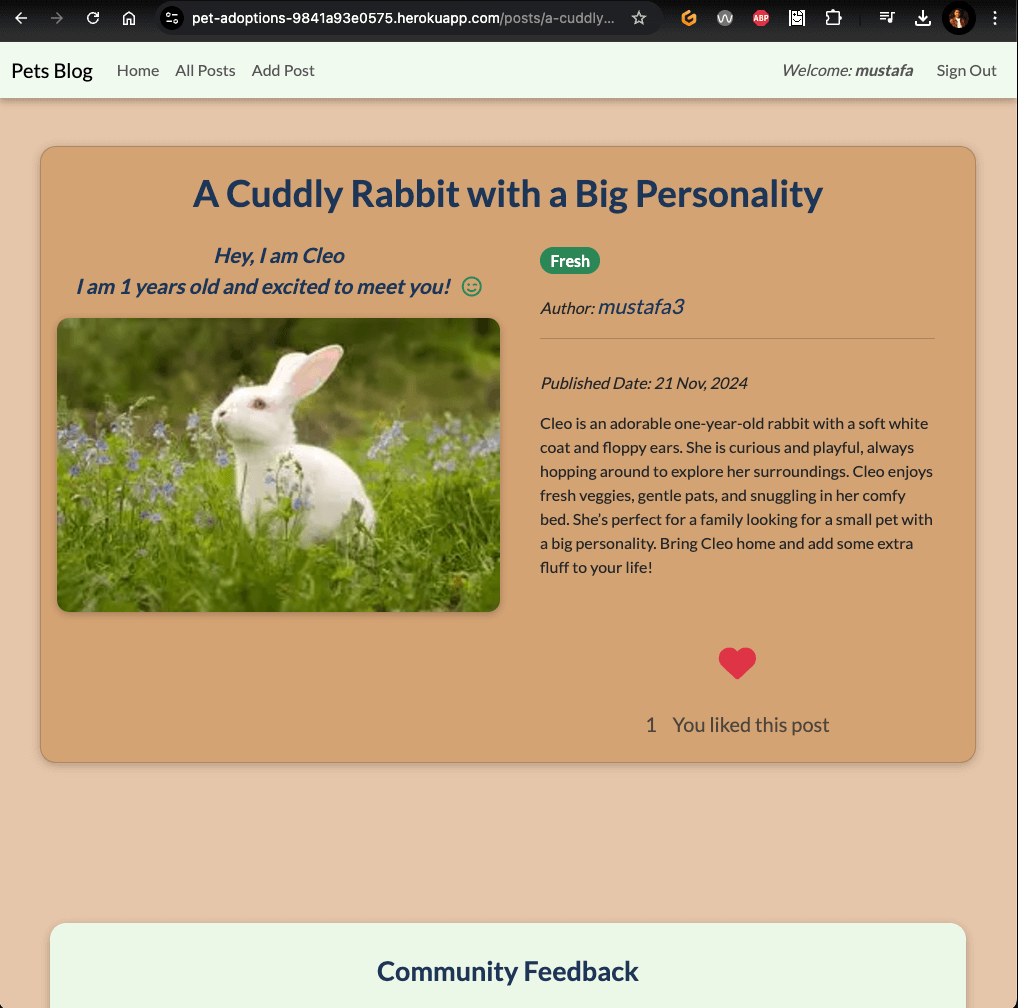 pet-adoptions-9841a93e0575.herokuapp.com/posts/a-cuddly...
ABP
Pets Blog Home All Posts Add Post Welcome: mustafa Sign Out
A Cuddly Rabbit with a Big Personality
Hey, I am Cleo
I am 1 years old and excited to meet you!
Fresh
Author: mustafa3
Published Date: 21 Nov, 2024
Cleo is an adorable one-year-old rabbit with a soft white
coat and floppy ears. She is curious and playful, always
hopping around to explore her surroundings. Cleo enjoys
fresh veggies, gentle pats, and snuggling in her comfy
bed. She’s perfect for a family looking for a small pet with
a big personality. Bring Cleo home and add some extra
fluff to your life!
1 You liked this post
Community Feedback